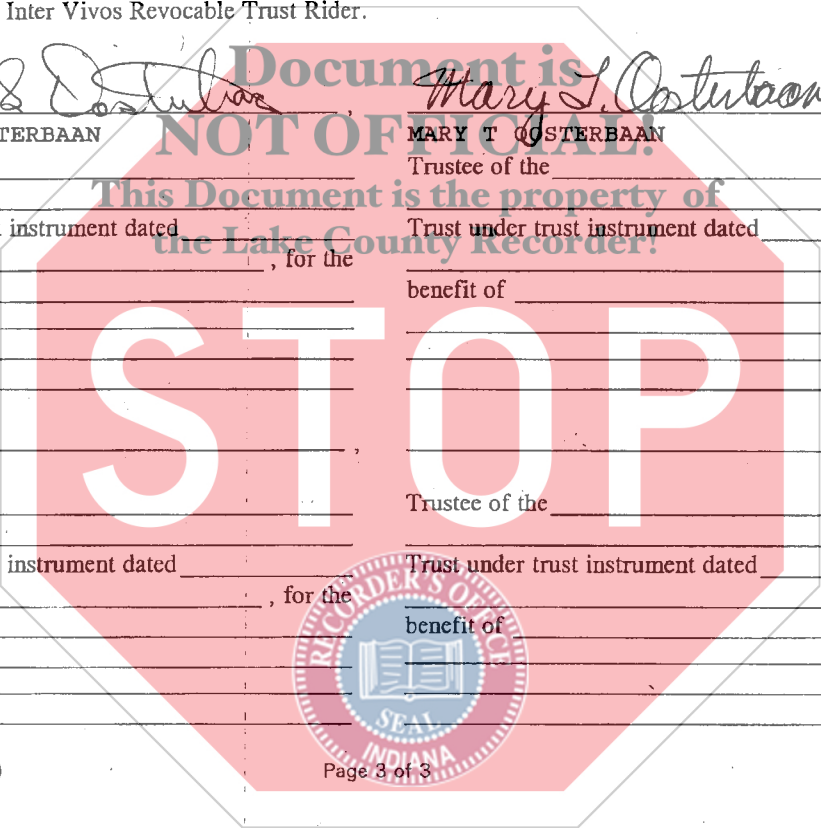 Inter Vivos Revocable Trust Rider.
Document is
NOT OFFICIAL!
This Document is the property of
the Lake County Recorder!
Oosterbaan , Mary T. Oosterbaan
TERBAAN MARY T OOSTERBAAN
Trustee of the
instrument dated Trust under trust instrument dated
, for the
benefit of
STOP
,
Trustee of the
instrument dated Trust under trust instrument dated
, for the
benefit of
RECORDER'S OFFICE
SEAL
INDIANA
) Page 3 of 3